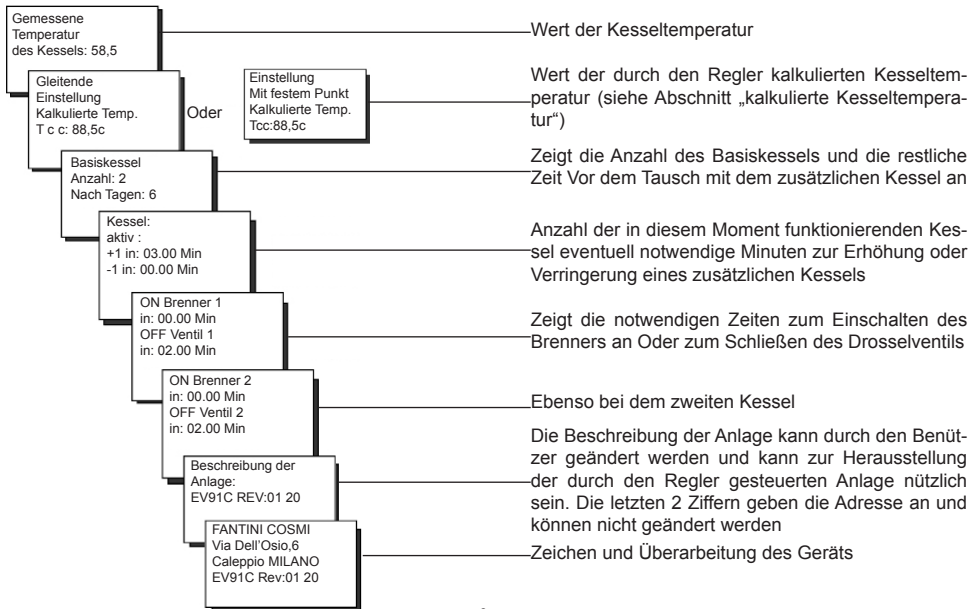 Gemessene
Temperatur
des Kessels: 58,5
Wert der Kesseltemperatur
Gleitende
Einstellung
Kalkulierte Temp.
T c c: 88,5c
Oder
Einstellung
Mit festem Punkt
Kalkulierte Temp.
Tcc:88,5c
Wert der durch den Regler kalkulierten Kesseltem-
peratur (siehe Abschnitt „kalkulierte Kesseltempera-
tur“)
Basiskessel
Anzahl: 2
Nach Tagen: 6
Zeigt die Anzahl des Basiskessels und die restliche
Zeit Vor dem Tausch mit dem zusätzlichen Kessel an
Kessel:
aktiv :
+1 in: 03.00 Min
-1 in: 00.00 Min
Anzahl der in diesem Moment funktionierenden Kes-
sel eventuell notwendige Minuten zur Erhöhung oder
Verringerung eines zusätzlichen Kessels
ON Brenner 1
in: 00.00 Min
OFF Ventil 1
in: 02.00 Min
Zeigt die notwendigen Zeiten zum Einschalten des
Brenners an Oder zum Schließen des Drosselventils
ON Brenner 2
in: 00.00 Min
OFF Ventil 2
in: 02.00 Min
Ebenso bei dem zweiten Kessel
Beschreibung der
Anlage:
EV91C REV:01 20
Die Beschreibung der Anlage kann durch den Benüt-
zer geändert werden und kann zur Herausstellung
der durch den Regler gesteuerten Anlage nützlich
sein. Die letzten 2 Ziffern geben die Adresse an und
können nicht geändert werden
FANTINI COSMI
Via Dell'Osio,6
Caleppio MILANO
EV91C Rev:01 20
Zeichen und Überarbeitung des Geräts